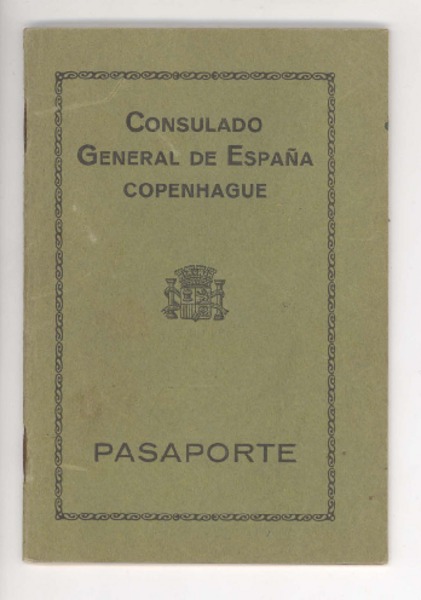 CONSULADO
GENERAL DE ESPAÑA
COPENHAGUE
PASAPORTE